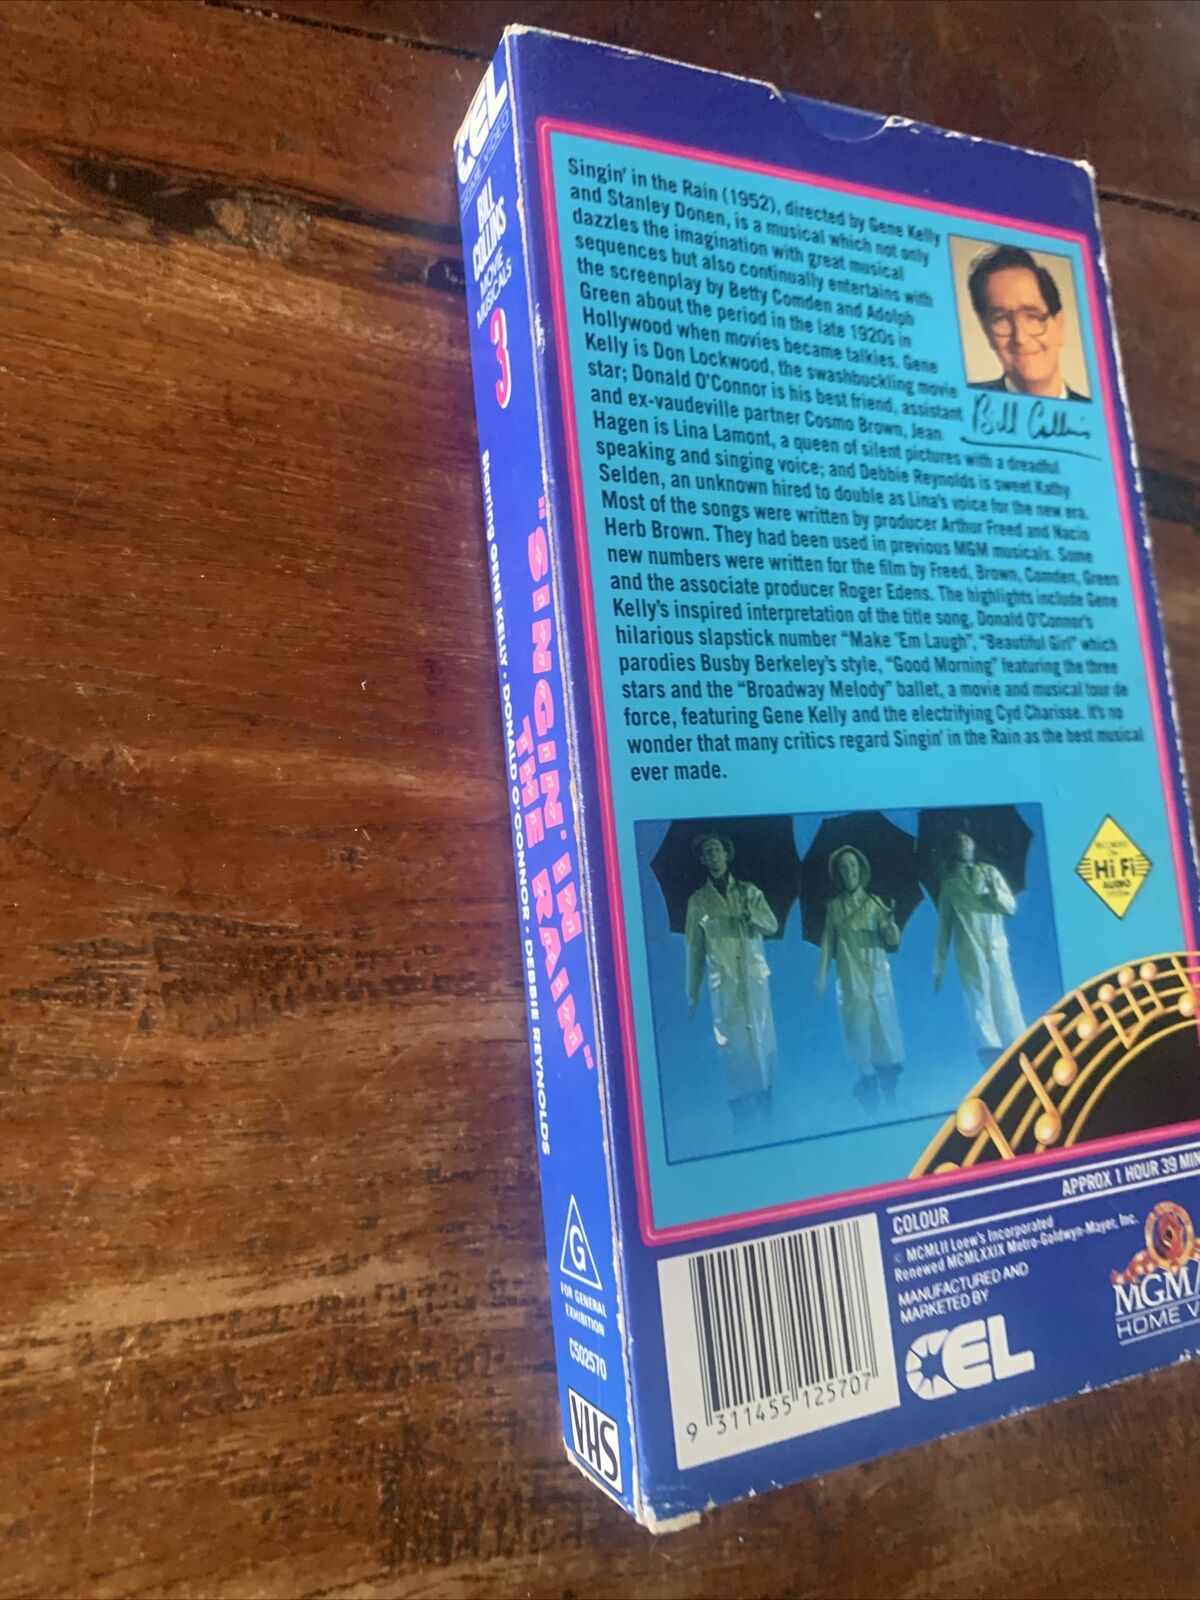 CEL
HOME VIDEO
BILL
COLLINS
MOVIE
MUSICALS
3
Starring GENE KELLY · DONALD O'CONNOR · DEBBIE REYNOLDS
"SINGIN' IN
THE RAIN"
G
FOR GENERAL
EXHIBITION
CS02570
VHS
Singin' in the Rain (1952), directed by Gene Kelly
and Stanley Donen, is a musical which not only
dazzles the imagination with great musical
sequences but also continually entertains with
the screenplay by Betty Comden and Adolph
Green about the period in the late 1920s in
Hollywood when movies became talkies. Gene
Kelly is Don Lockwood, the swashbuckling movie
star; Donald O'Connor is his best friend, assistant
and ex-vaudeville partner Cosmo Brown, Jean
Hagen is Lina Lamont, a queen of silent pictures with a dreadful
speaking and singing voice; and Debbie Reynolds is sweet Kathy
Selden, an unknown hired to double as Lina's voice for the new era.
Most of the songs were written by producer Arthur Freed and Nacio
Herb Brown. They had been used in previous MGM musicals. Some
new numbers were written for the film by Freed, Brown, Comden, Green
and the associate producer Roger Edens. The highlights include Gene
Kelly's inspired interpretation of the title song, Donald O'Connor's
hilarious slapstick number "Make 'Em Laugh", "Beautiful Girl" which
parodies Busby Berkeley's style, "Good Morning" featuring the three
stars and the "Broadway Melody" ballet, a movie and musical tour de
force, featuring Gene Kelly and the electrifying Cyd Charisse. It's no
wonder that many critics regard Singin' in the Rain as the best musical
ever made.
Bill Collins
RECORDED
ON
Hi Fi
AUDIO
SYSTEM
COLOUR
APPROX 1 HOUR 39 MIN
© MCMLII Loew's Incorporated
Renewed MCMLXXIX Metro-Goldwyn-Mayer, Inc.
MANUFACTURED AND
MARKETED BY
CEL
MGM/
HOME V
9 311455 125707